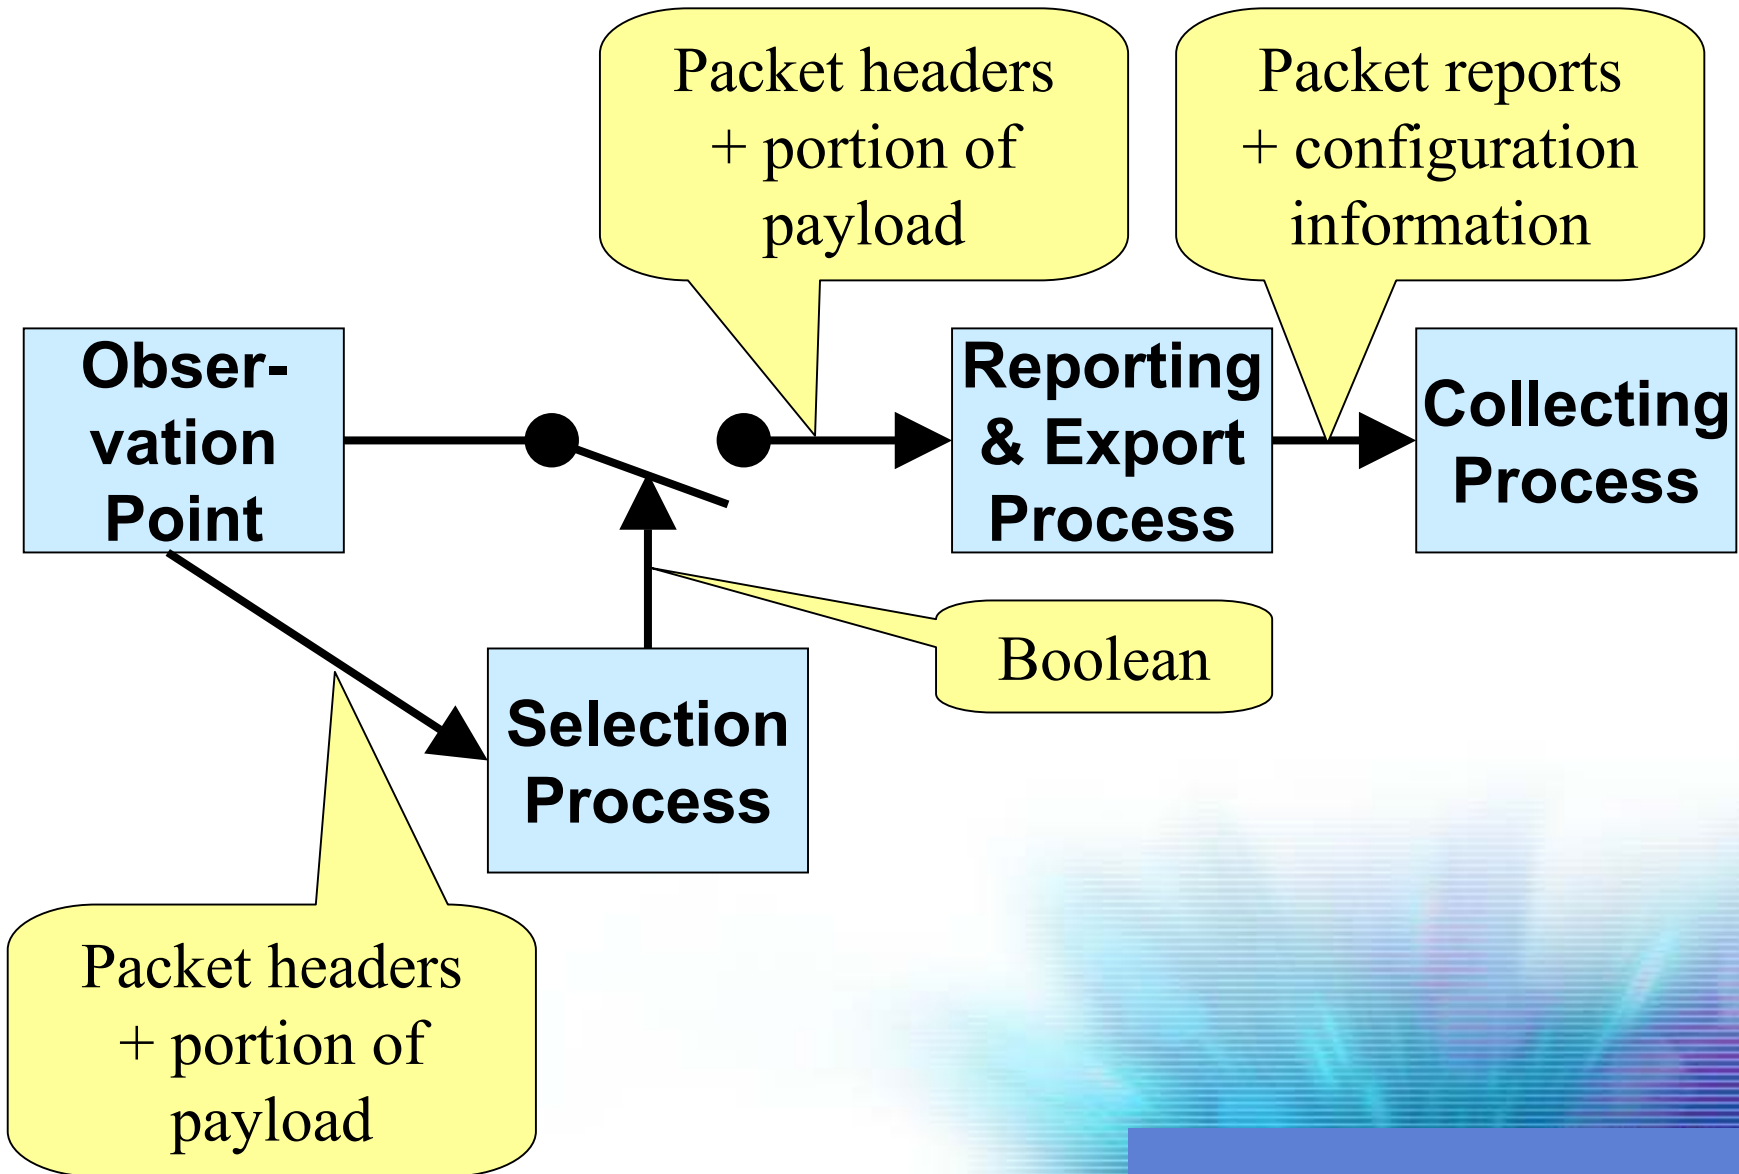 Packet headers
+ portion of
payload
Packet reports
+ configuration
information
Obser-
vation
Point
Reporting
& Export
Process
Collecting
Process
Boolean
Selection
Process
Packet headers
+ portion of
payload